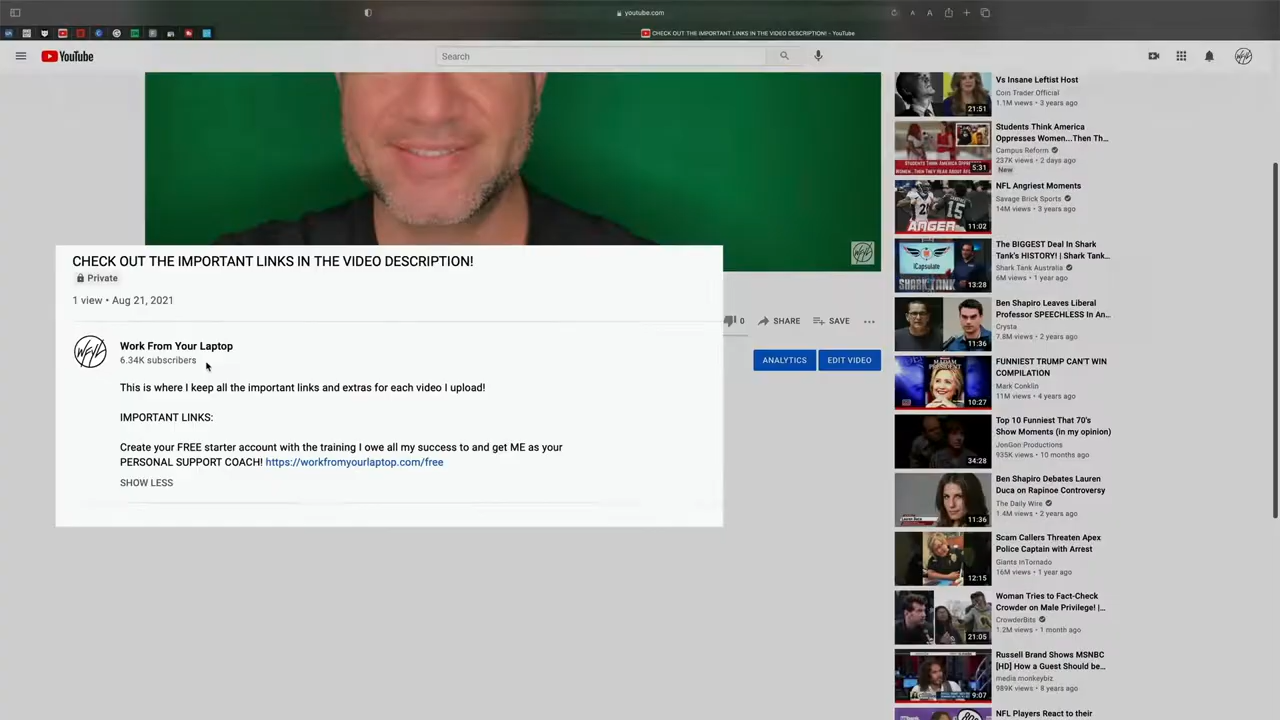 youtube.com
CHECK OUT THE IMPORTANT LINKS IN THE VIDEO DESCRIPTION! - YouTube
YouTube
Search
CHECK OUT THE IMPORTANT LINKS IN THE VIDEO DESCRIPTION!
Private
1 view • Aug 21, 2021
0
SHARE
SAVE
Work From Your Laptop
6.34K subscribers
ANALYTICS
EDIT VIDEO
This is where I keep all the important links and extras for each video I upload!
IMPORTANT LINKS:
Create your FREE starter account with the training I owe all my success to and get ME as your
PERSONAL SUPPORT COACH! https://workfromyourlaptop.com/free
SHOW LESS
Vs Insane Leftist Host
Coin Trader Official
1.1M views • 3 years ago
21:51
Students Think America
Oppresses Women...Then Th...
Campus Reform
237K views • 2 days ago
New
5:31
NFL Angriest Moments
Savage Brick Sports
14M views • 3 years ago
ANGER
11:02
The BIGGEST Deal In Shark
Tank's HISTORY! | Shark Tank...
Shark Tank Australia
6M views • 1 year ago
iCapsulate
SHARK TANK
13:28
Ben Shapiro Leaves Liberal
Professor SPEECHLESS In An...
Crysta
7.8M views • 2 years ago
11:36
FUNNIEST TRUMP CAN'T WIN
COMPILATION
Mark Conklin
11M views • 4 years ago
MADAM
PRESIDENT
10:27
Top 10 Funniest That 70's
Show Moments (in my opinion)
JonGon Productions
935K views • 10 months ago
34:28
Ben Shapiro Debates Lauren
Duca on Rapinoe Controversy
The Daily Wire
1.4M views • 2 years ago
11:36
Scam Callers Threaten Apex
Police Captain with Arrest
Giants InTornado
16M views • 1 year ago
12:15
Woman Tries to Fact-Check
Crowder on Male Privilege! |...
CrowderBits
1.2M views • 1 month ago
21:05
Russell Brand Shows MSNBC
[HD] How a Guest Should be...
media monkeybiz
989K views • 8 years ago
9:07
NFL Players React to their